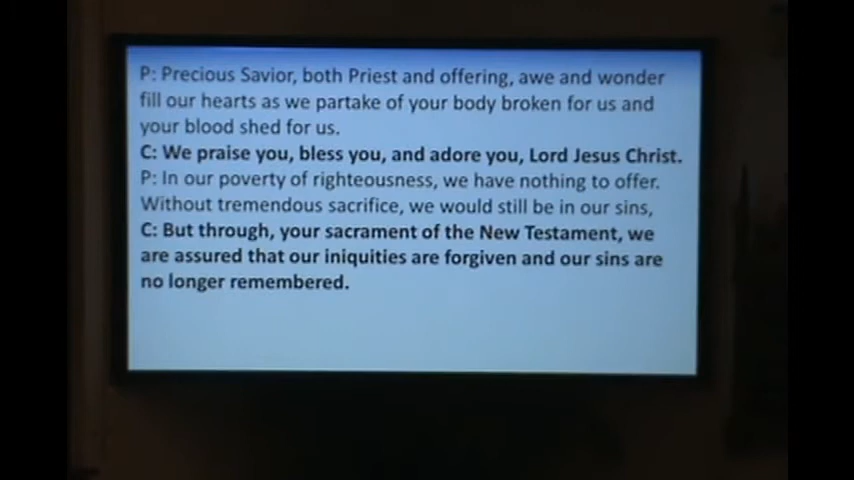 P: Precious Savior, both Priest and offering, awe and wonder
fill our hearts as we partake of your body broken for us and
your blood shed for us.
C: We praise you, bless you, and adore you, Lord Jesus Christ.
P: In our poverty of righteousness, we have nothing to offer.
Without tremendous sacrifice, we would still be in our sins,
C: But through, your sacrament of the New Testament, we
are assured that our iniquities are forgiven and our sins are
no longer remembered.